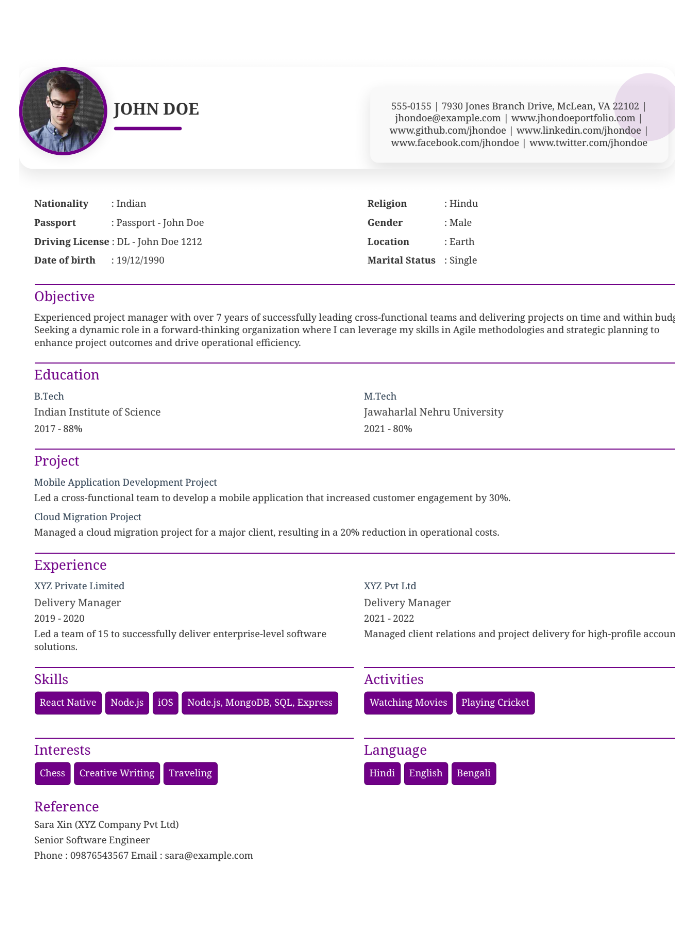 JOHN DOE
555-0155 | 7930 Jones Branch Drive, McLean, VA 22102 |
jhondoe@example.com | www.jhondoeportfolio.com |
www.github.com/jhondoe | www.linkedin.com/jhondoe |
www.facebook.com/jhondoe | www.twitter.com/jhondoe
Nationality : Indian
Passport : Passport - John Doe
Driving License : DL - John Doe 1212
Date of birth : 19/12/1990
Religion : Hindu
Gender : Male
Location : Earth
Marital Status : Single
Objective
Experienced project manager with over 7 years of successfully leading cross-functional teams and delivering projects on time and within
Seeking a dynamic role in a forward-thinking organization where I can leverage my skills in Agile methodologies and strategic planning to
enhance project outcomes and drive operational efficiency.
Education
B.Tech
Indian Institute of Science
2017 - 88%
M.Tech
Jawaharlal Nehru University
2021 - 80%
Project
Mobile Application Development Project
Led a cross-functional team to develop a mobile application that increased customer engagement by 30%.
Cloud Migration Project
Managed a cloud migration project for a major client, resulting in a 20% reduction in operational costs.
Experience
XYZ Private Limited
Delivery Manager
2019 - 2020
Led a team of 15 to successfully deliver enterprise-level software
solutions.
XYZ Pvt Ltd
Delivery Manager
2021 - 2022
Managed client relations and project delivery for high-profile
Skills
React Native
Node.js
iOS
Node.js, MongoDB, SQL, Express
Activities
Watching Movies
Playing Cricket
Interests
Chess
Creative Writing
Traveling
Language
Hindi
English
Bengali
Reference
Sara Xin (XYZ Company Pvt Ltd)
Senior Software Engineer
Phone : 09876543567 Email : sara@example.com